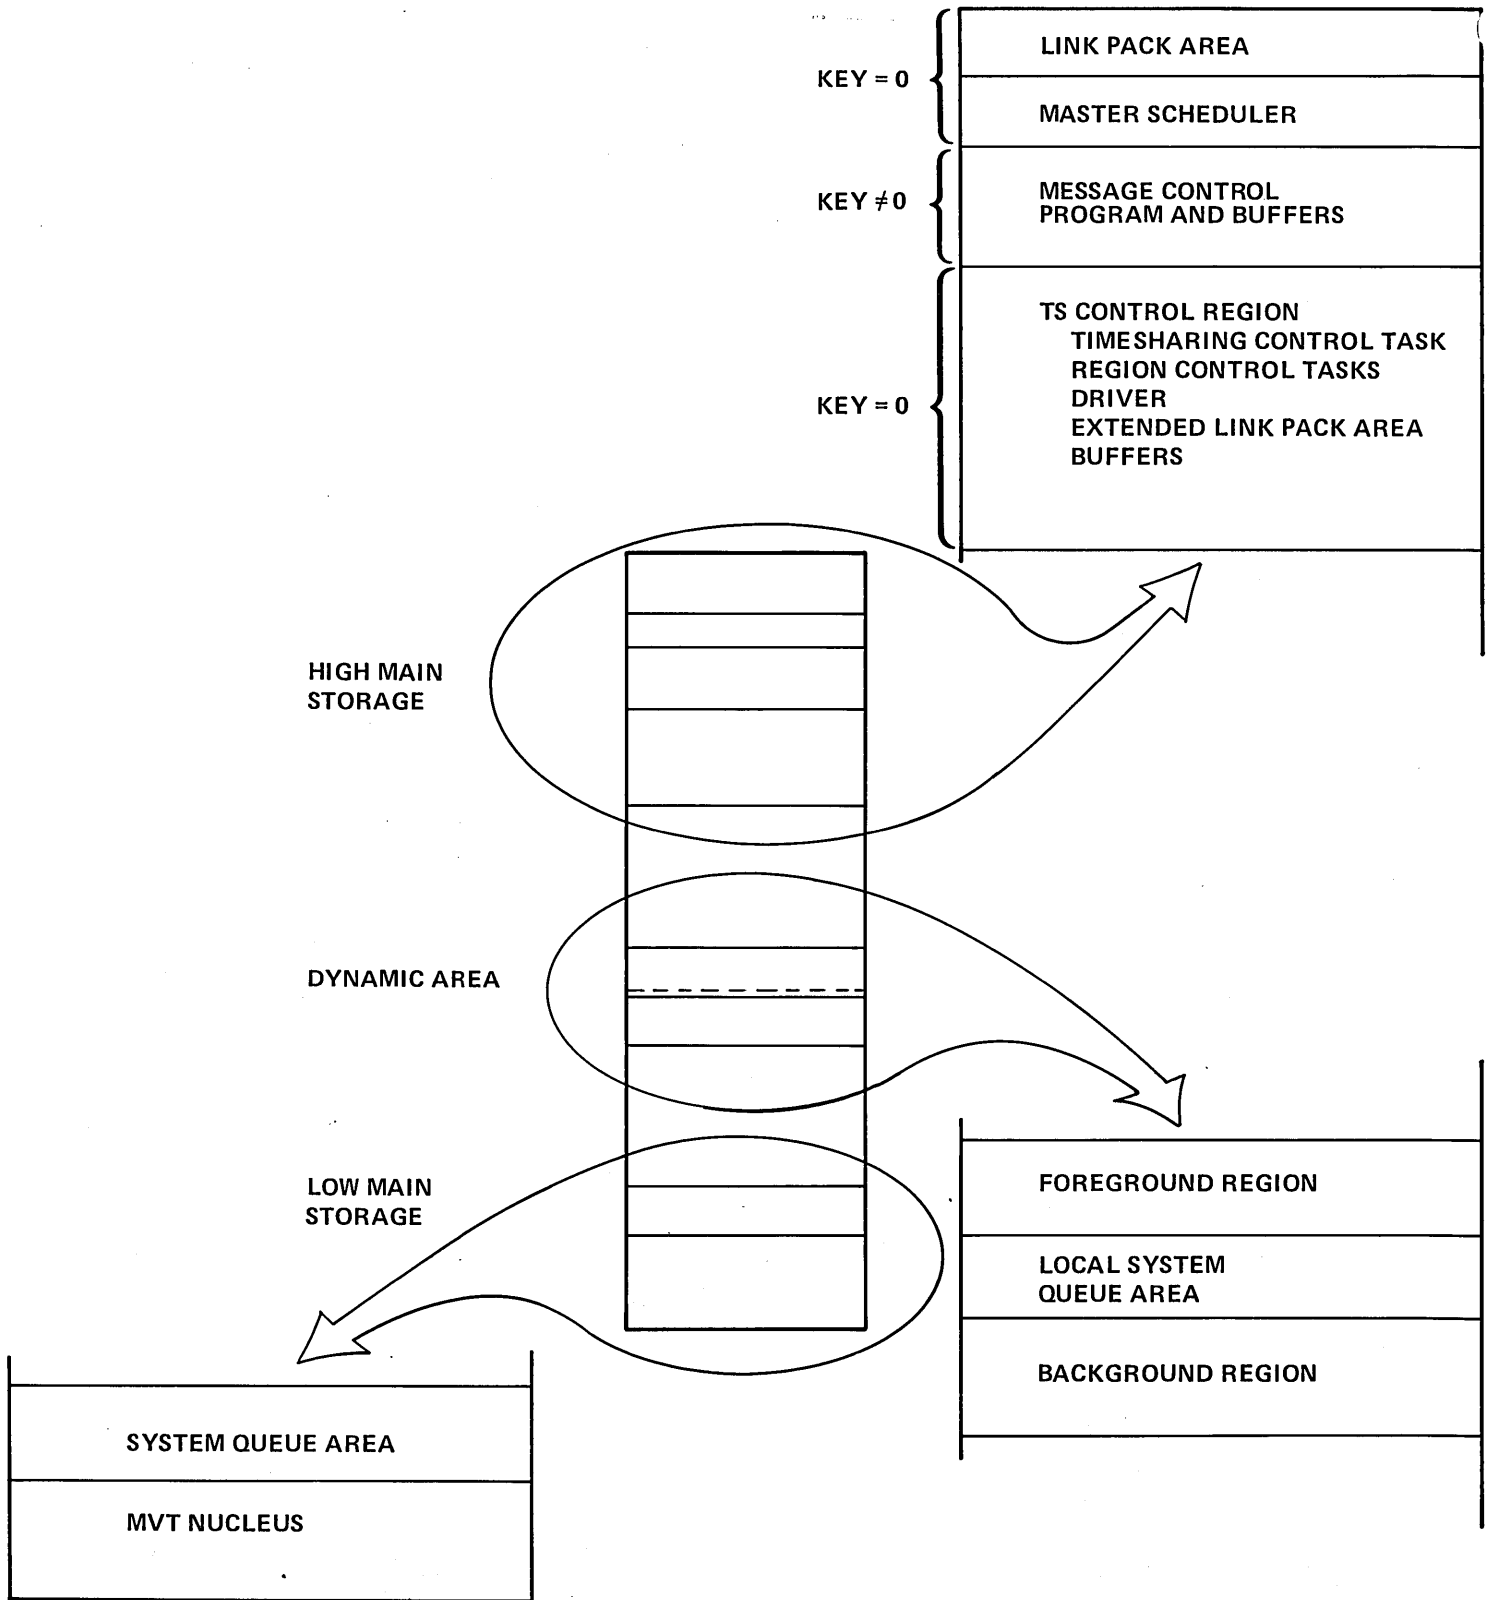 LINK PACK AREA
KEY = 0
MASTER SCHEDULER
MESSAGE CONTROL
KEY ≠ 0
PROGRAM AND BUFFERS
TS CONTROL REGION
TIMESHARING CONTROL TASK
REGION CONTROL TASKS
DRIVER
KEY = 0
EXTENDED LINK PACK AREA
BUFFERS
HIGH MAIN
STORAGE
DYNAMIC AREA
LOW MAIN
STORAGE
FOREGROUND REGION
LOCAL SYSTEM
QUEUE AREA
BACKGROUND REGION
SYSTEM QUEUE AREA
MVT NUCLEUS